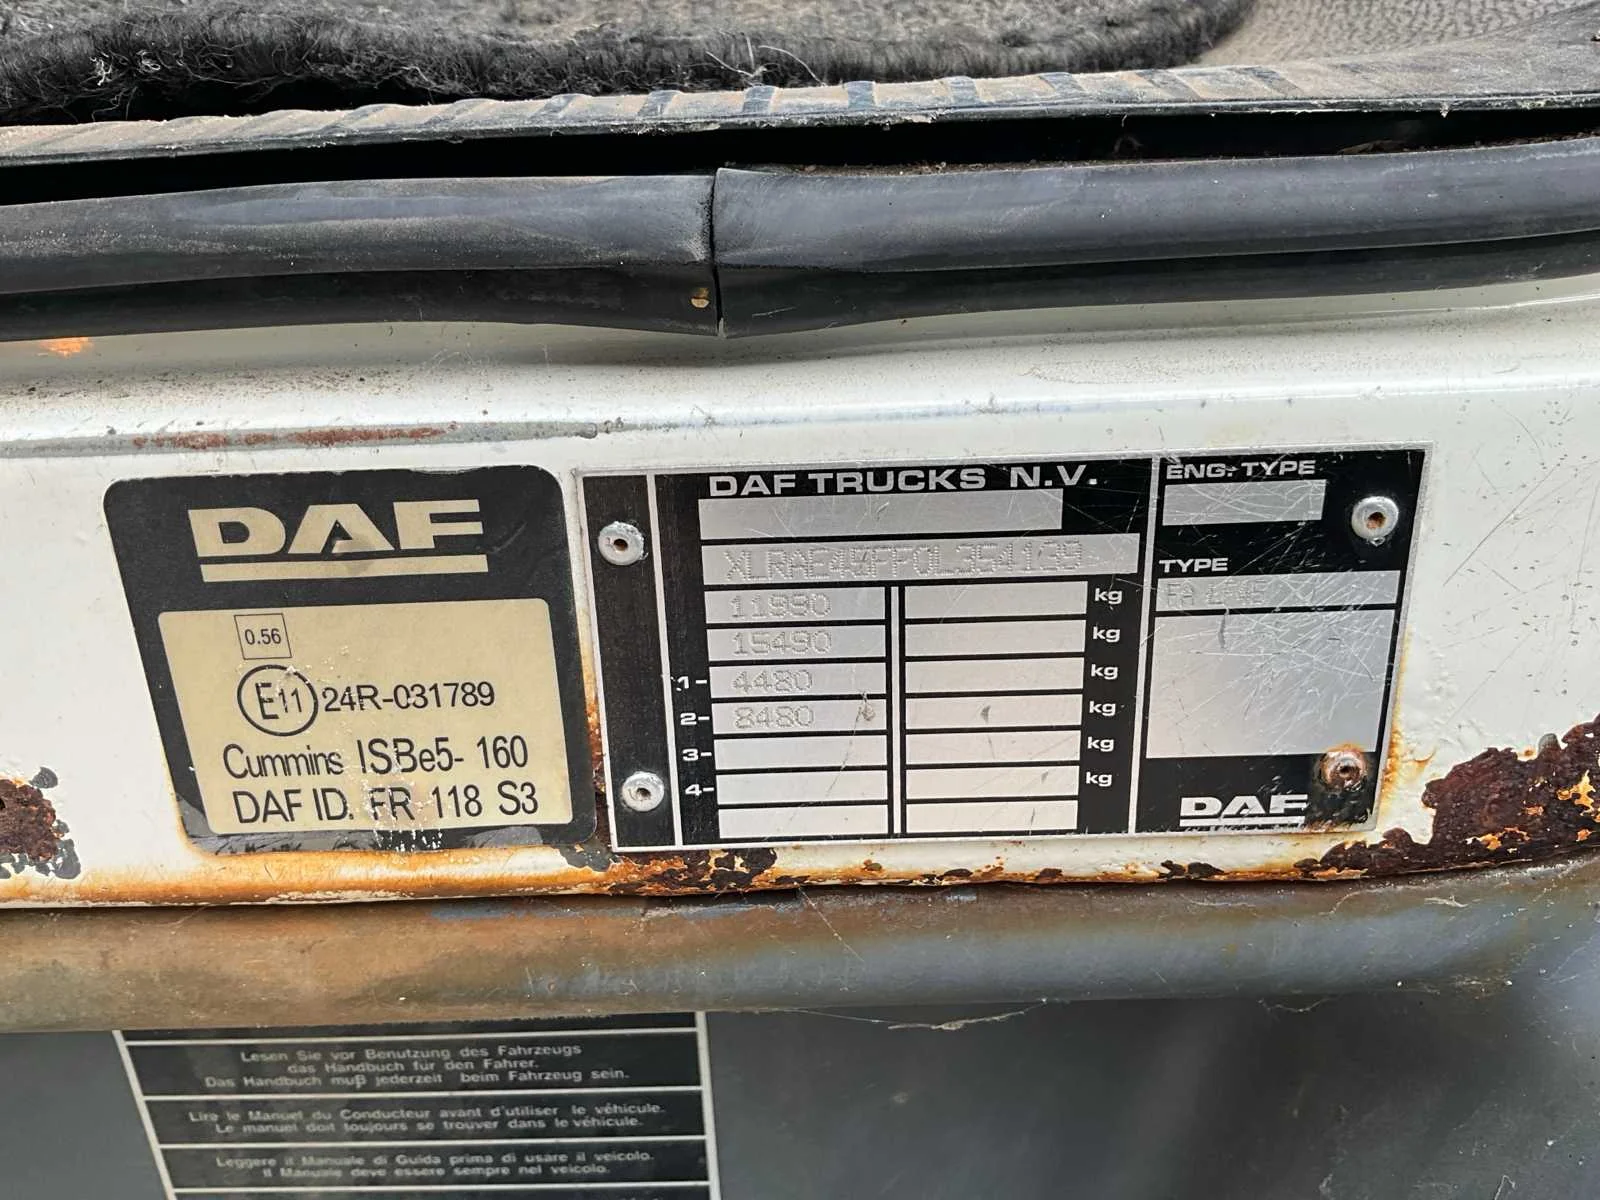 DAF
0.56
E11 24R-031789
Cummins ISBe5- 160
DAF ID. FR 118 S3
DAF TRUCKS N.V.
XLRAE45PF0L354139
11990 kg
15490 kg
1- 4480 kg
2- 8480 kg
3- kg
4- kg
ENG. TYPE
TYPE
DAF
Lesen Sie vor Benutzung des Fahrzeugs
das Handbuch für den Fahrer.
Das Handbuch muß jederzeit beim Fahrzeug sein.
Lire le Manuel du Conducteur avant d'utiliser le véhicule.
Le manuel doit toujours se trouver dans le véhicule.
Leggere il Manuale di Guida prima di usare il veicolo.
Il Manuale deve essere sempre nel veicolo.